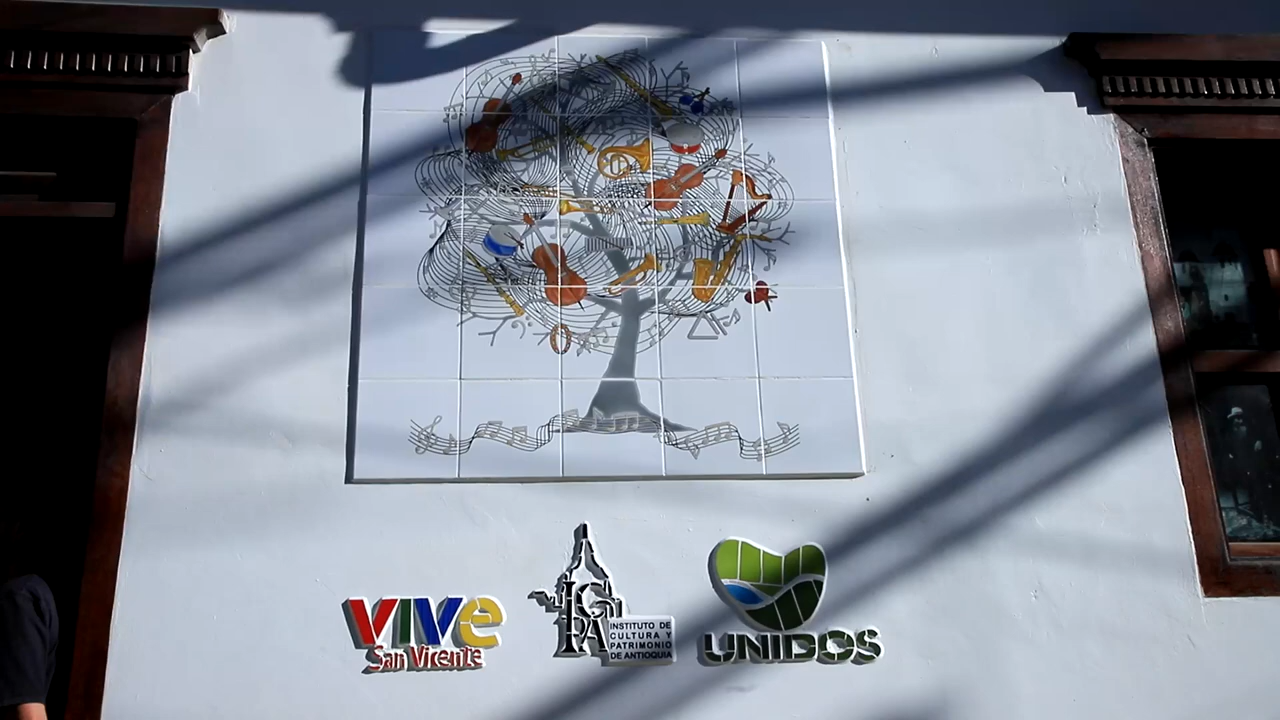 VIVe
San Vicente
ICPA
INSTITUTO DE
CULTURA Y
PATRIMONIO
DE ANTIOQUIA
UNIDOS